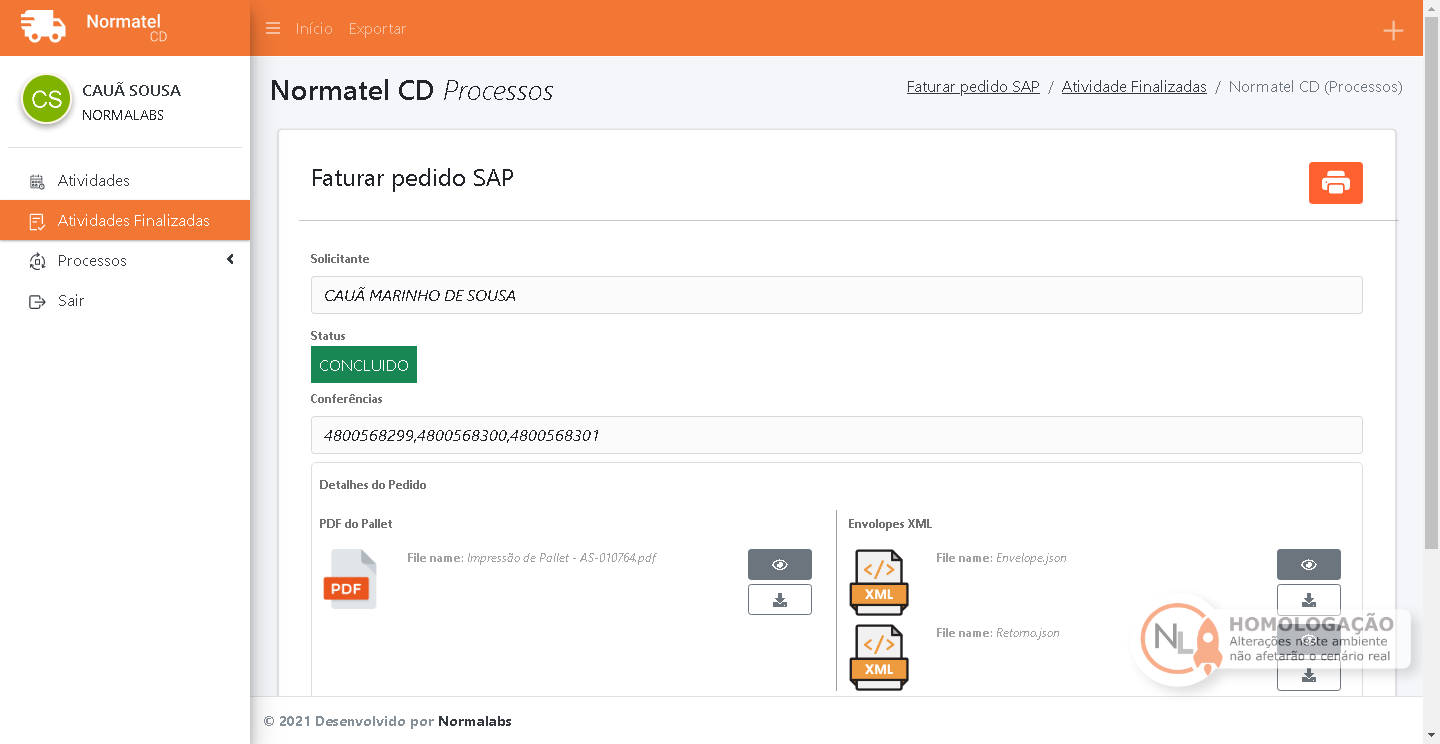 Normatel
CD
Início Exportar
CAUÃ SOUSA
NORMALABS
Atividades
Atividades Finalizadas
Processos
Sair
Normatel CD Processos
Faturar pedido SAP / Atividade Finalizadas / Normatel CD (Processos)
Faturar pedido SAP
Solicitante
CAUÃ MARINHO DE SOUSA
Status
CONCLUIDO
Conferências
4800568299,4800568300,4800568301
Detalhes do Pedido
PDF do Pallet
PDF
File name: Impressão de Pallet - AS-010764.pdf
Envolopes XML
</>
XML
File name: Envelope.json
</>
XML
File name: Retorno.json
NL
HOMOLOGAÇÃO
Alterações neste ambiente
não afetarão o cenário real
© 2021 Desenvolvido por Normalabs
CS